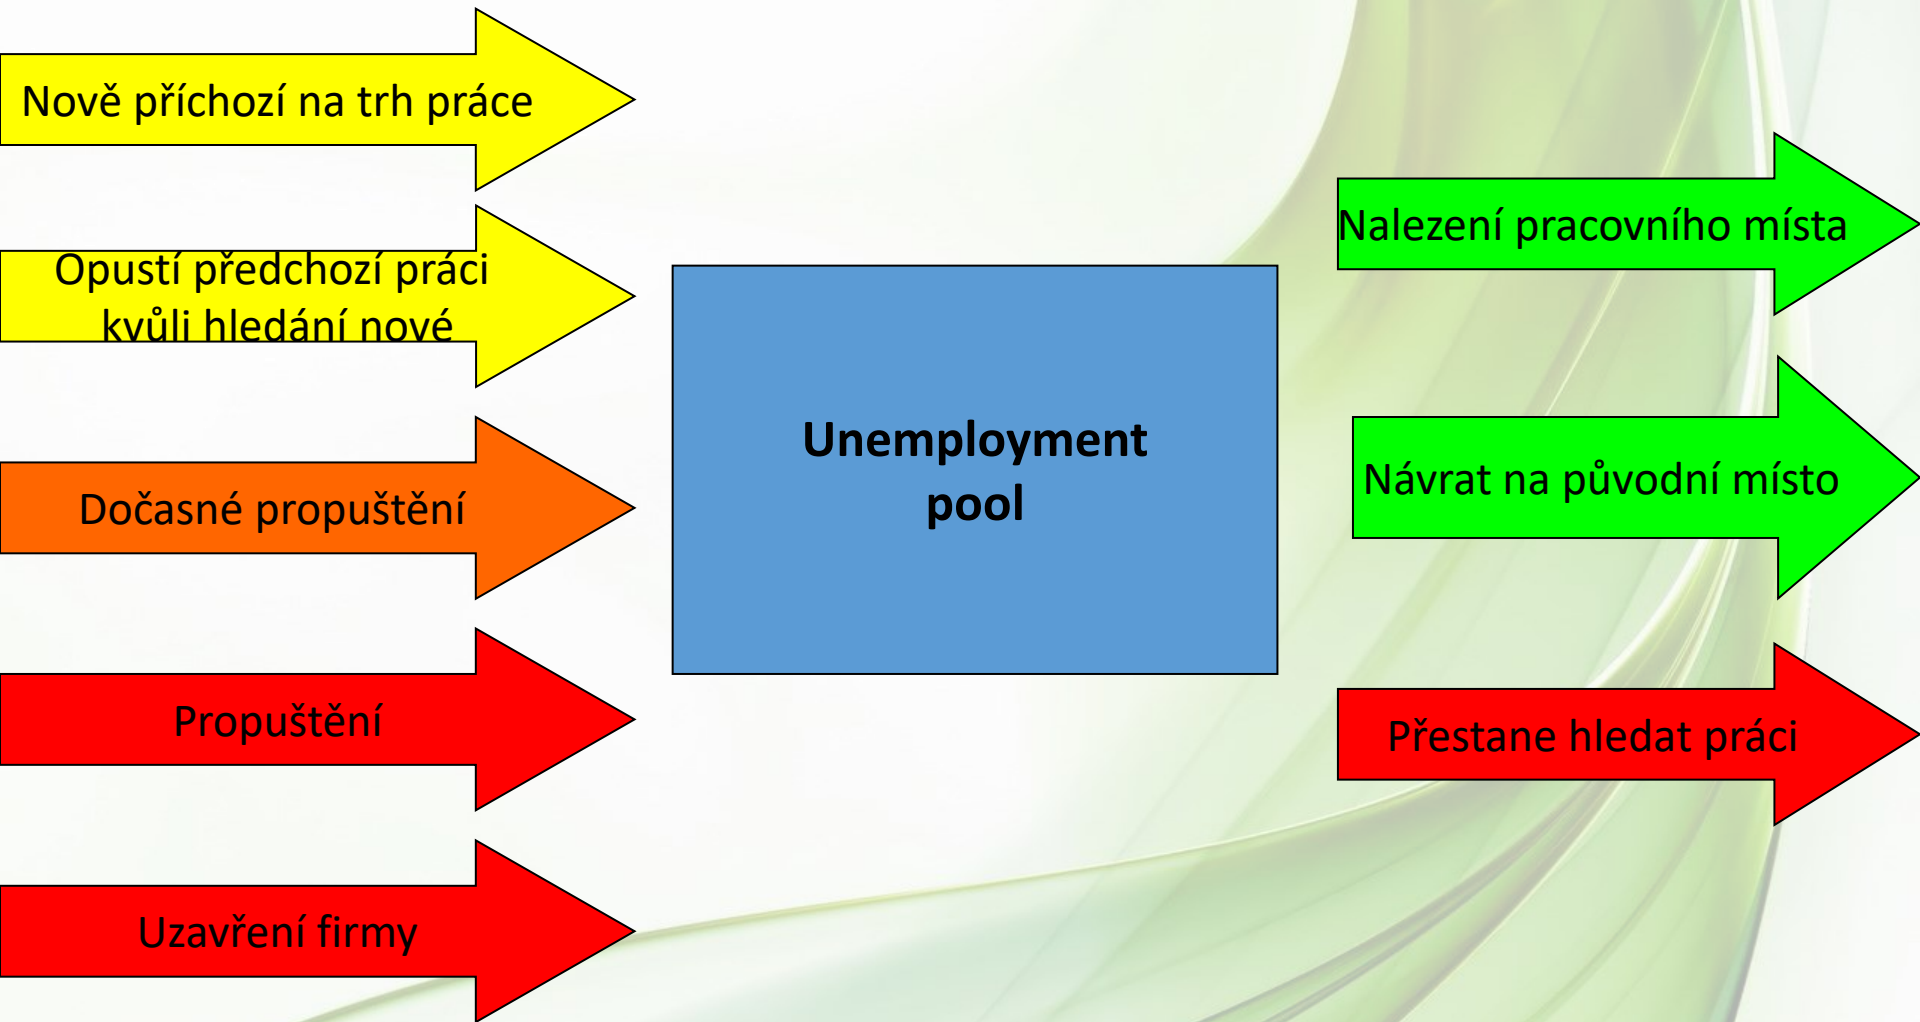 Nově příchozí na trh práce
Opustí předchozí práci
kvůli hledání nové
Dočasné propuštění
Propuštění
Uzavření firmy
Unemployment
pool
Nalezení pracovního místa
Návrat na původní místo
Přestane hledat práci